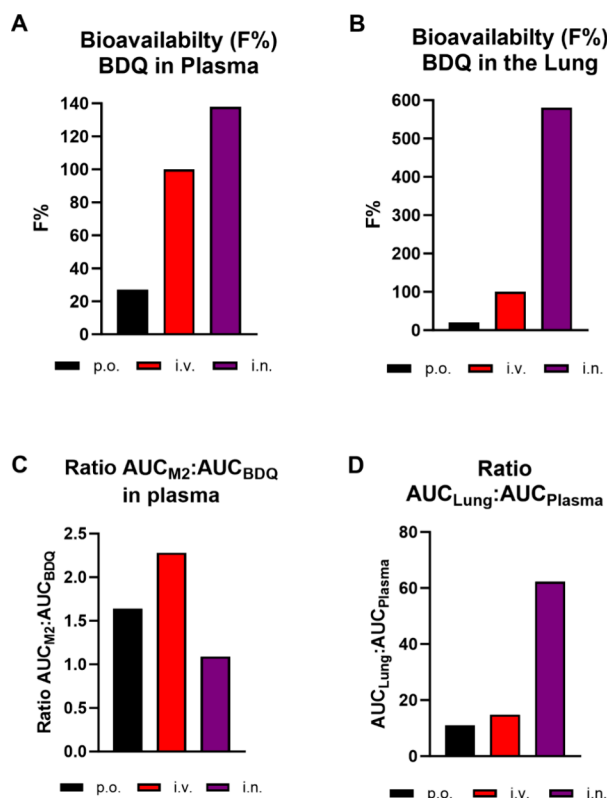 A
Bioavailabilty (F%)
BDQ in Plasma
F%
140
120
100
80
60
40
20
0
p.o. i.v. i.n.
B
Bioavailabilty (F%)
BDQ in the Lung
F%
600
500
400
300
200
100
0
p.o. i.v. i.n.
C
Ratio AUCM2:AUCBDQ
in plasma
Ratio AUCM2:AUCBDQ
2.5
2.0
1.5
1.0
0.5
0.0
p.o. i.v. i.n.
D
Ratio
AUCLung:AUCPlasma
AUCLung:AUCPlasma
80
60
40
20
0
p.o. i.v. i.n.